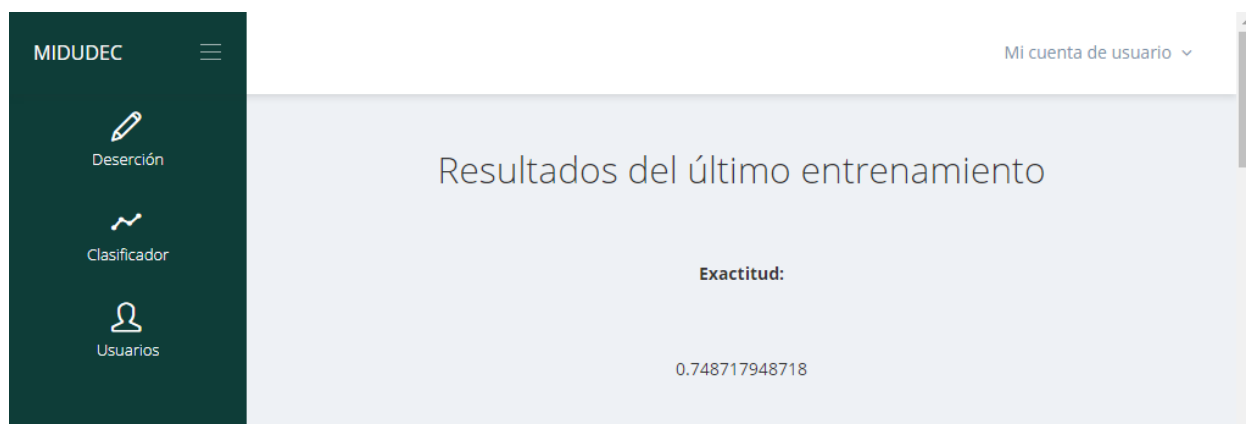 MIDUDEC
Mi cuenta de usuario
Deserción
Clasificador
Usuarios
Resultados del último entrenamiento
Exactitud:
0.748717948718